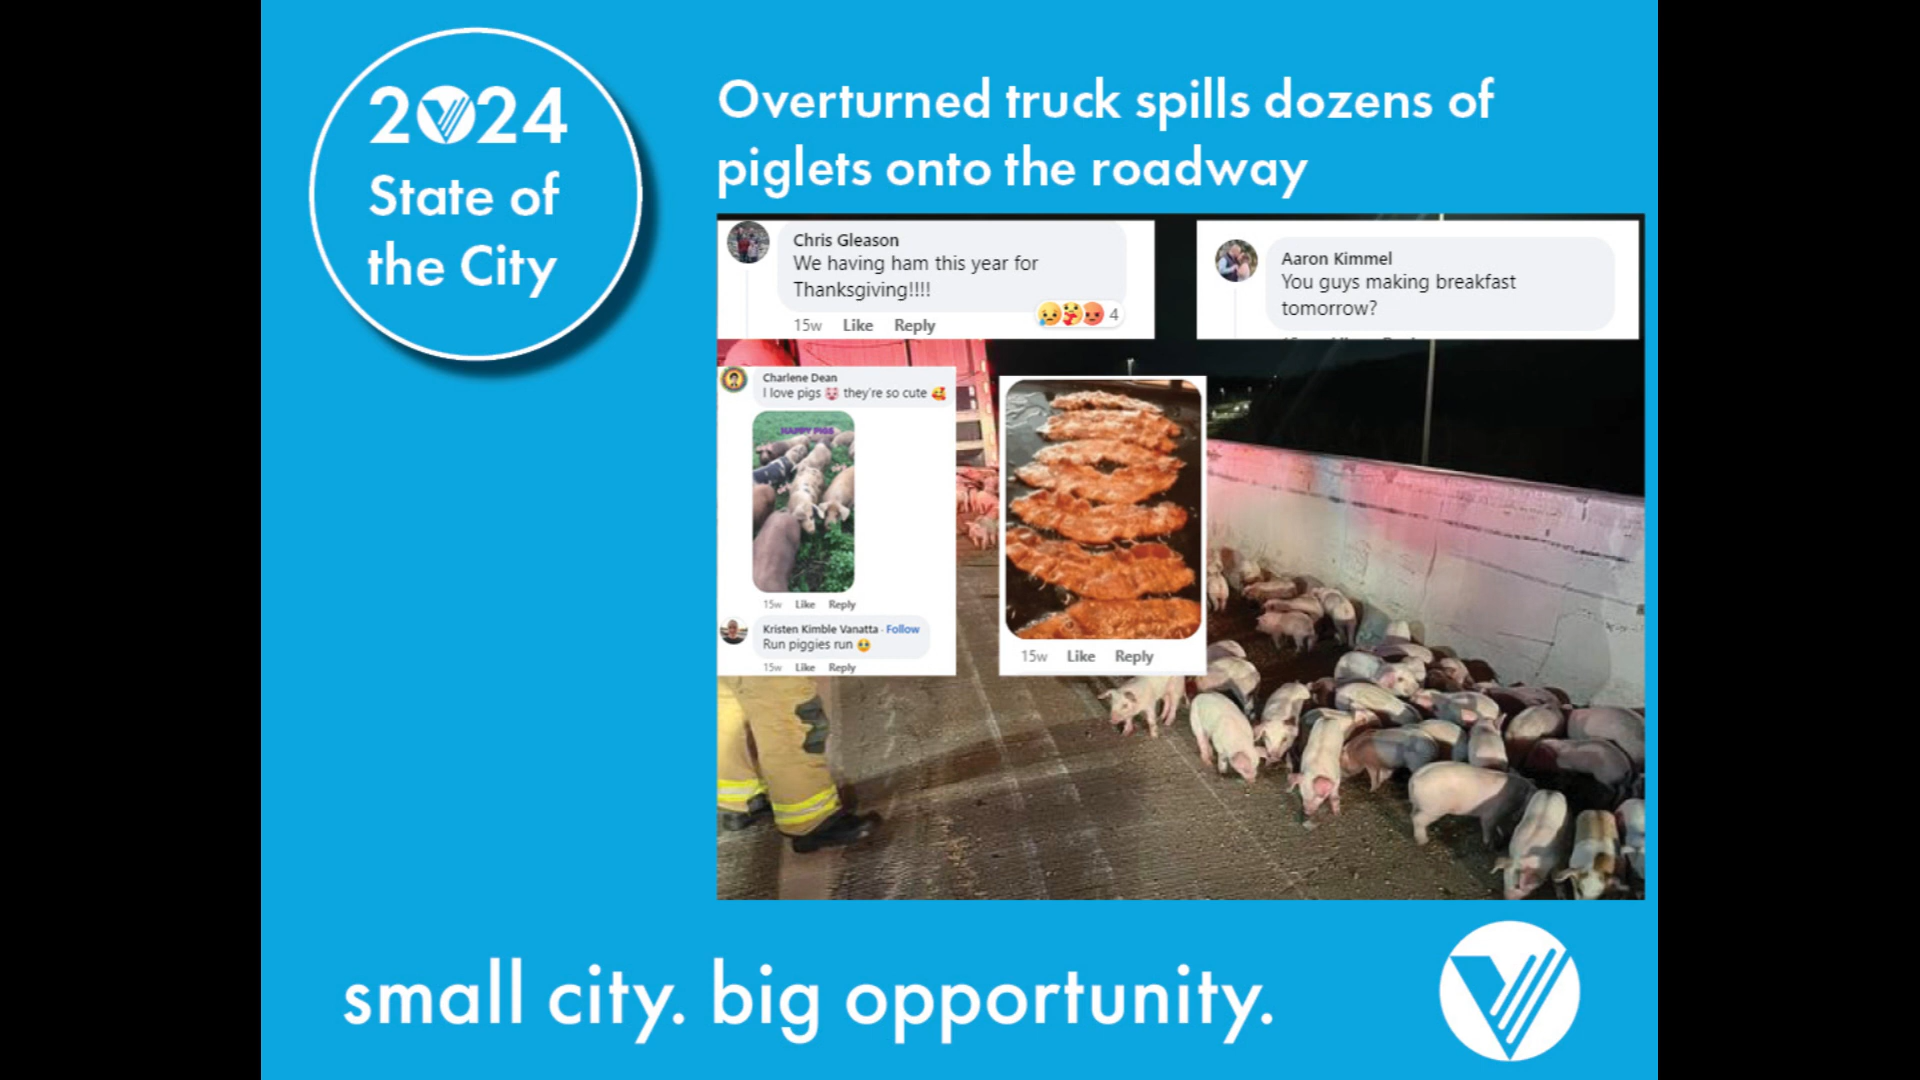 2024
State of
the City
Overturned truck spills dozens of
piglets onto the roadway
Chris Gleason
We having ham this year for
Thanksgiving!!!!
15w Like Reply
4
Aaron Kimmel
You guys making breakfast
tomorrow?
Charlene Dean
I love pigs 🐷 they're so cute 🥰
HAPPY PIGS
15w Like Reply
Kristen Kimble Vanatta · Follow
Run piggies run 🥹
15w Like Reply
15w Like Reply
small city. big opportunity.